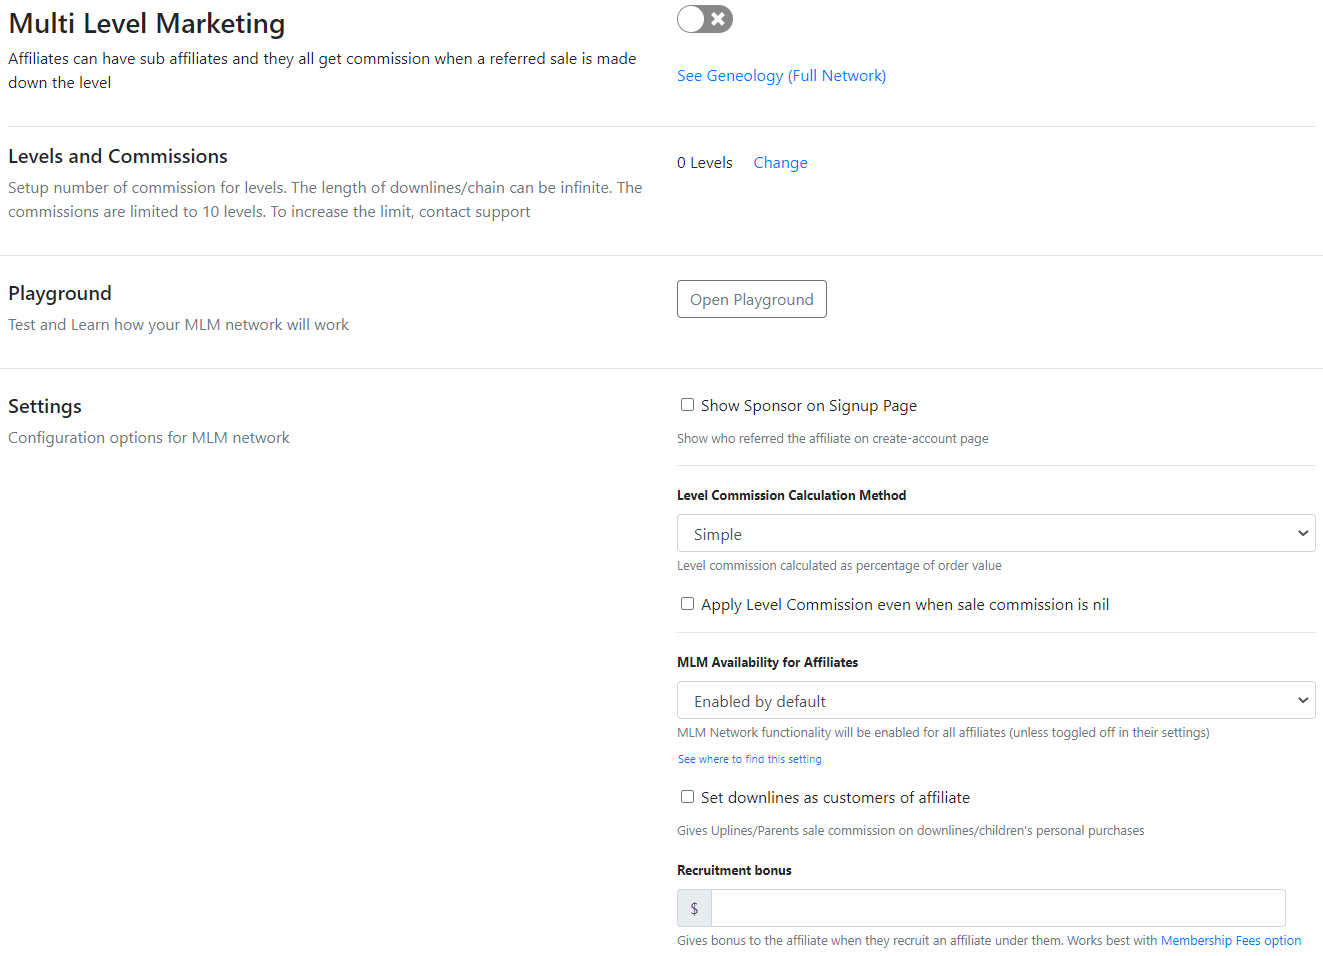 Multi Level Marketing
Affiliates can have sub affiliates and they all get commission when a referred sale is made
down the level
See Geneology (Full Network)
Levels and Commissions
Setup number of commission for levels. The length of downlines/chain can be infinite. The
commissions are limited to 10 levels. To increase the limit, contact support
0 Levels Change
Playground
Test and Learn how your MLM network will work
Open Playground
Settings
Configuration options for MLM network
Show Sponsor on Signup Page
Show who referred the affiliate on create-account page
Level Commission Calculation Method
Simple
Level commission calculated as percentage of order value
Apply Level Commission even when sale commission is nil
MLM Availability for Affiliates
Enabled by default
MLM Network functionality will be enabled for all affiliates (unless toggled off in their settings)
See where to find this setting
Set downlines as customers of affiliate
Gives Uplines/Parents sale commission on downlines/children's personal purchases
Recruitment bonus
$
Gives bonus to the affiliate when they recruit an affiliate under them. Works best with Membership Fees option